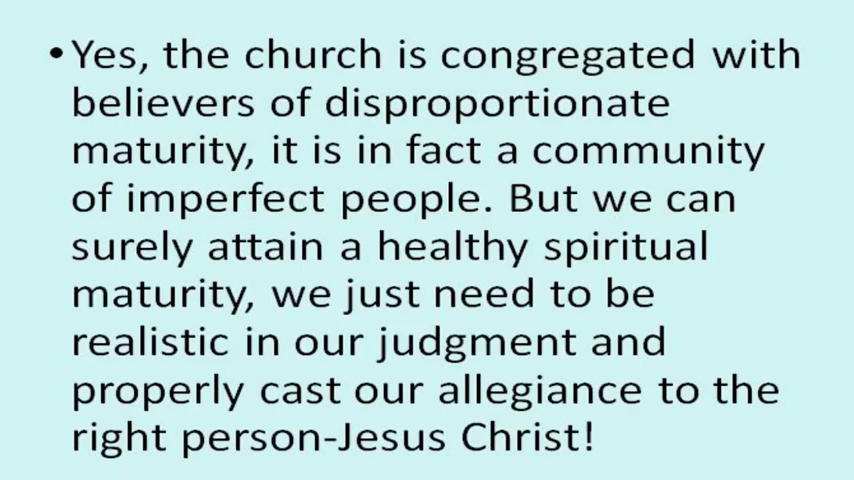 • Yes, the church is congregated with
believers of disproportionate
maturity, it is in fact a community
of imperfect people. But we can
surely attain a healthy spiritual
maturity, we just need to be
realistic in our judgment and
properly cast our allegiance to the
right person-Jesus Christ!